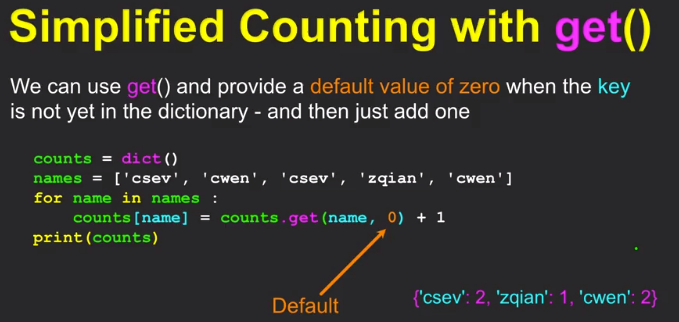 Simplified Counting with get()
We can use get() and provide a default value of zero when the key
is not yet in the dictionary - and then just add one
counts = dict()
names = ['csev', 'cwen', 'csev', 'zqian', 'cwen']
for name in names :
    counts[name] = counts.get(name, 0) + 1
print(counts)
Default
{'csev': 2, 'zqian': 1, 'cwen': 2}